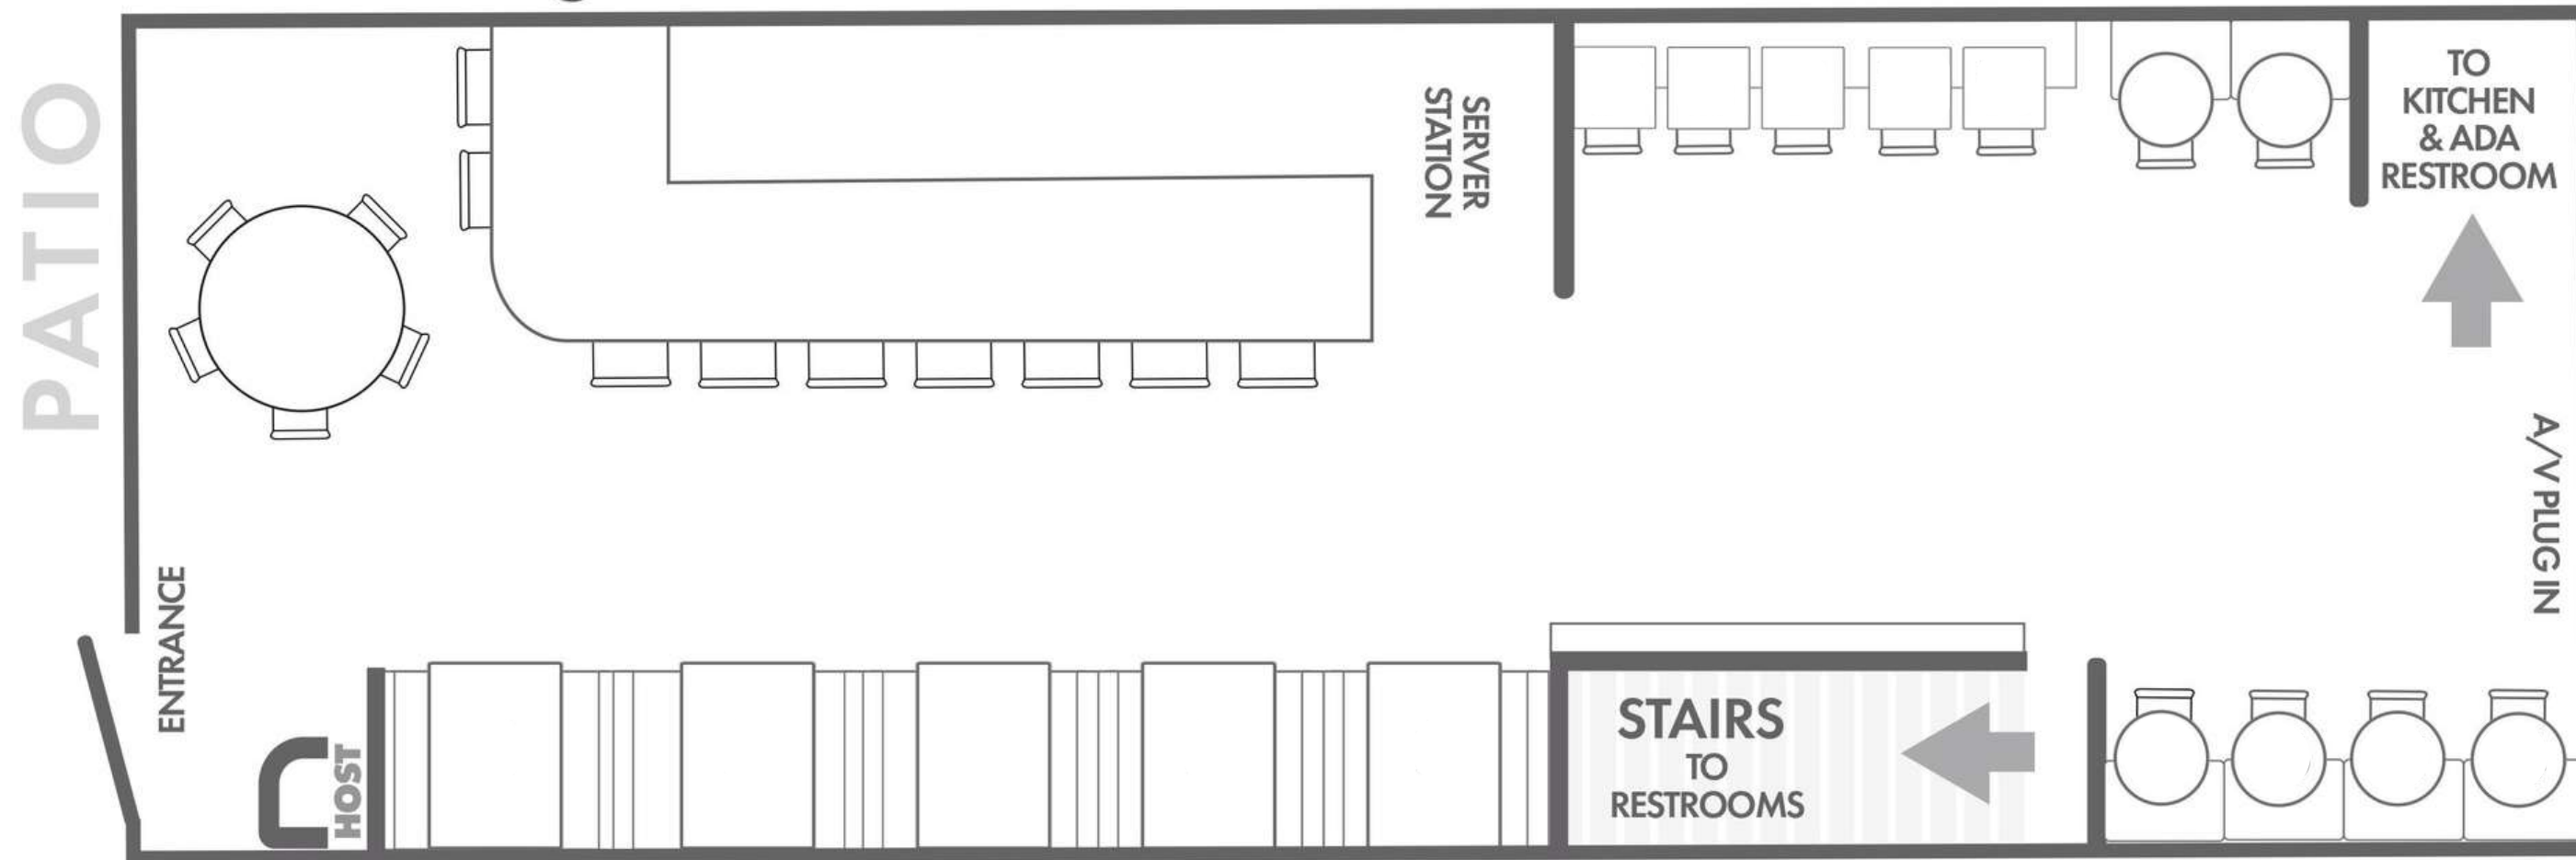 PATIO
SERVER
STATION
TO
KITCHEN
& ADA
RESTROOM
A/V PLUG IN
ENTRANCE
HOST
STAIRS
TO
RESTROOMS